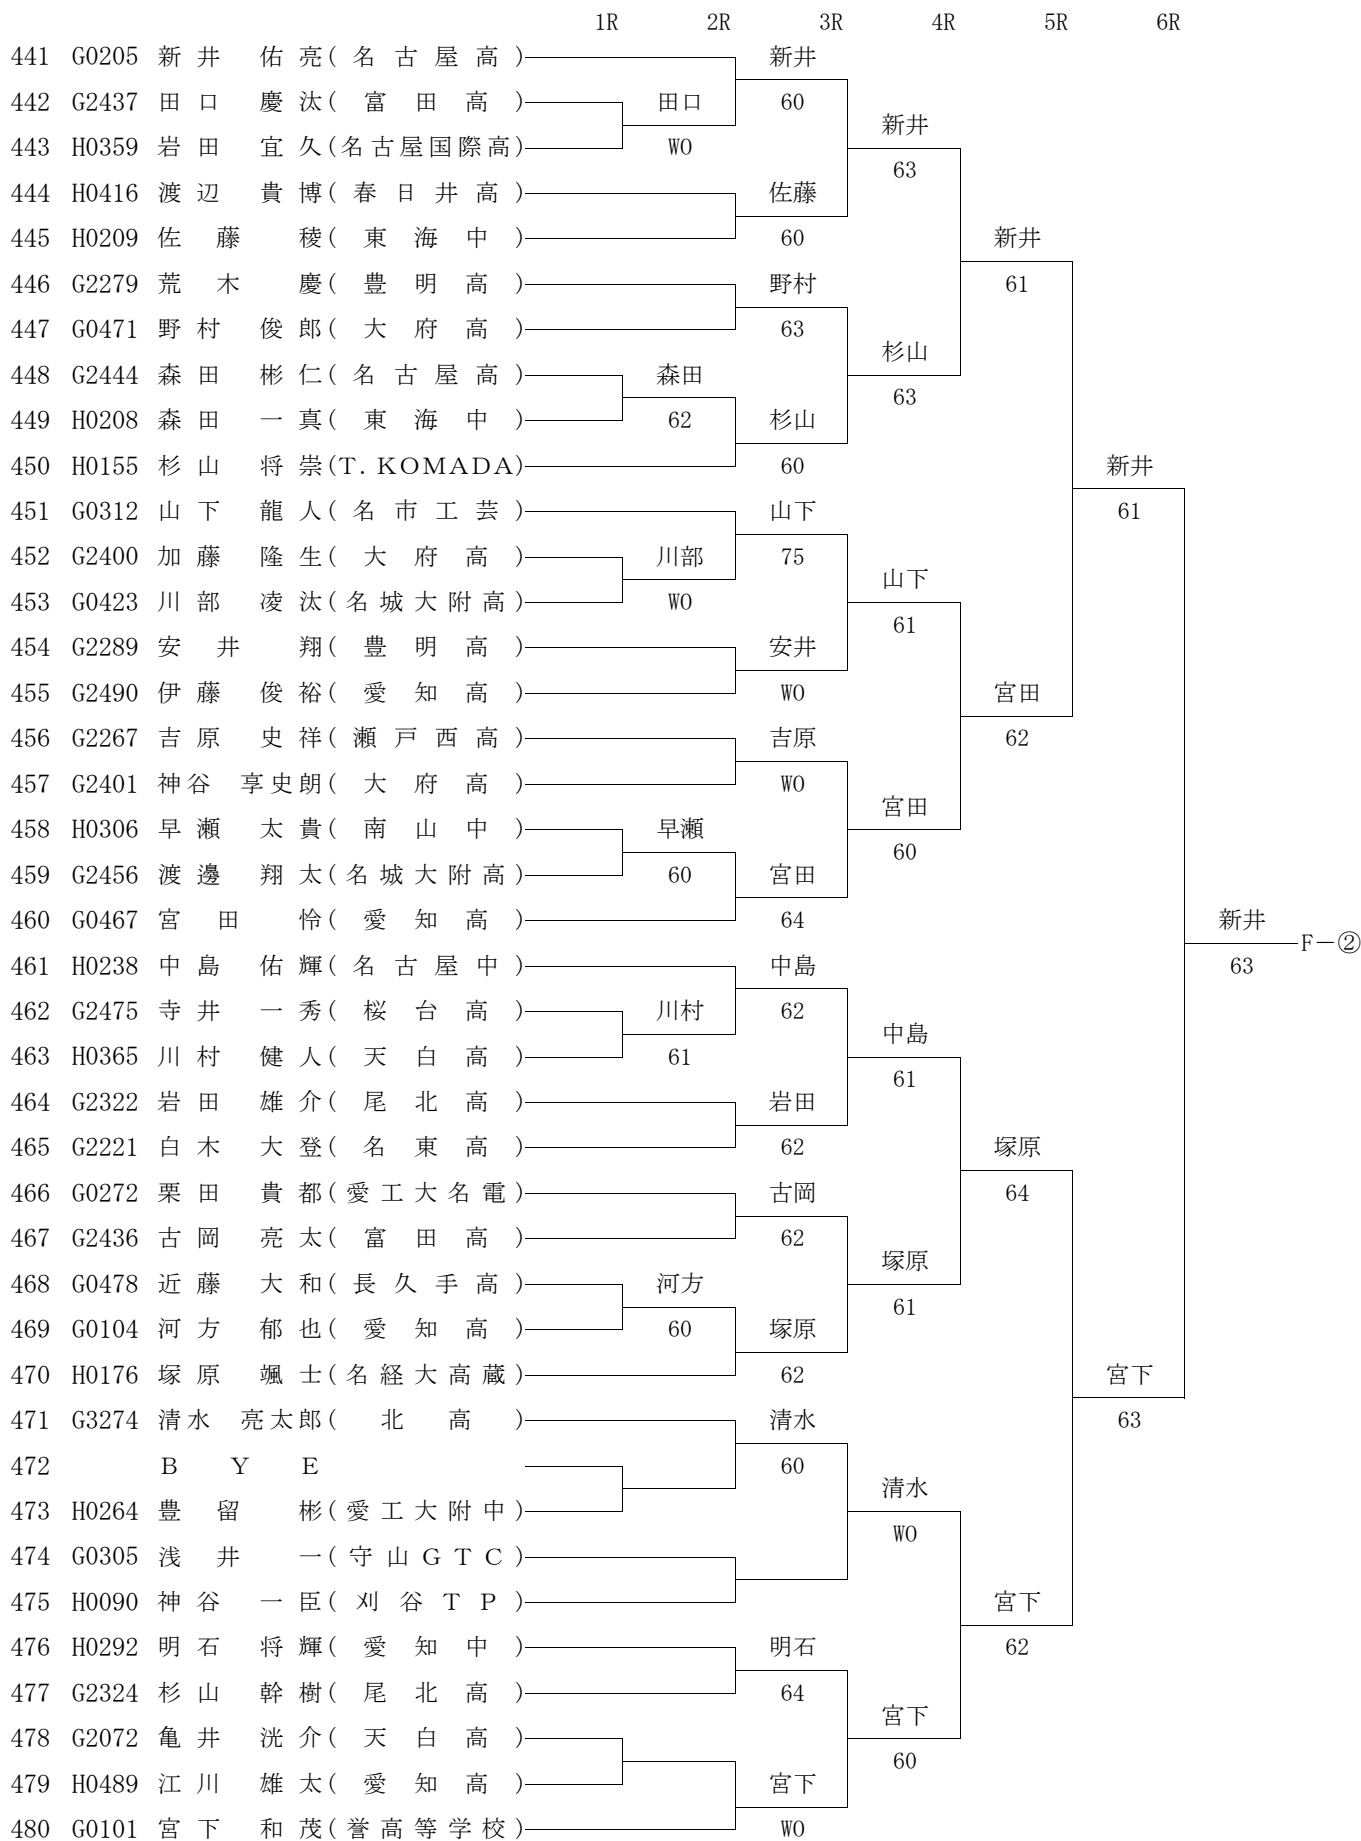 1R 2R 3R 4R 5R 6R
441 G0205 新井 佑亮(名古屋高) 新井
442 G2437 田口 慶汰(富田高) 田口 60
新井
443 H0359 岩田 宜久(名古屋国際高) WO
63
444 H0416 渡辺 貴博(春日井高) 佐藤
445 H0209 佐藤 稜(東海中) 60 新井
446 G2279 荒木 慶(豊明高) 野村 61
447 G0471 野村 俊郎(大府高) 63
杉山
448 G2444 森田 彬仁(名古屋高) 森田
63
449 H0208 森田 一真(東海中) 62 杉山
450 H0155 杉山 将崇(T.KOMADA) 60 新井
451 G0312 山下 龍人(名市工芸) 山下 61
452 G2400 加藤 隆生(大府高) 川部 75
山下
453 G0423 川部 凌汰(名城大附高) WO
61
454 G2289 安井 翔(豊明高) 安井
455 G2490 伊藤 俊裕(愛知高) WO 宮田
456 G2267 吉原 史祥(瀬戸西高) 吉原 62
457 G2401 神谷 享史朗(大府高) WO
宮田
458 H0306 早瀬 太貴(南山中) 早瀬
60
459 G2456 渡邊 翔太(名城大附高) 60 宮田
460 G0467 宮田 怜(愛知高) 64 新井
F－②
461 H0238 中島 佑輝(名古屋中) 中島 63
462 G2475 寺井 一秀(桜台高) 川村 62
中島
463 H0365 川村 健人(天白高) 61
61
464 G2322 岩田 雄介(尾北高) 岩田
465 G2221 白木 大登(名東高) 62 塚原
466 G0272 栗田 貴都(愛工大名電) 古岡 64
467 G2436 古岡 亮太(富田高) 62
塚原
468 G0478 近藤 大和(長久手高) 河方
61
469 G0104 河方 郁也(愛知高) 60 塚原
470 H0176 塚原 颯士(名経大高蔵) 62 宮下
471 G3274 清水 亮太郎(北高) 清水 63
472 ＢＹＥ 60
清水
473 H0264 豊留 彬(愛工大附中)
WO
474 G0305 浅井 一(守山ＧＴＣ)
475 H0090 神谷 一臣(刈谷ＴＰ) 宮下
476 H0292 明石 将輝(愛知中) 明石 62
477 G2324 杉山 幹樹(尾北高) 64
宮下
478 G2072 亀井 洸介(天白高)
60
479 H0489 江川 雄太(愛知高) 宮下
480 G0101 宮下 和茂(誉高等学校) WO